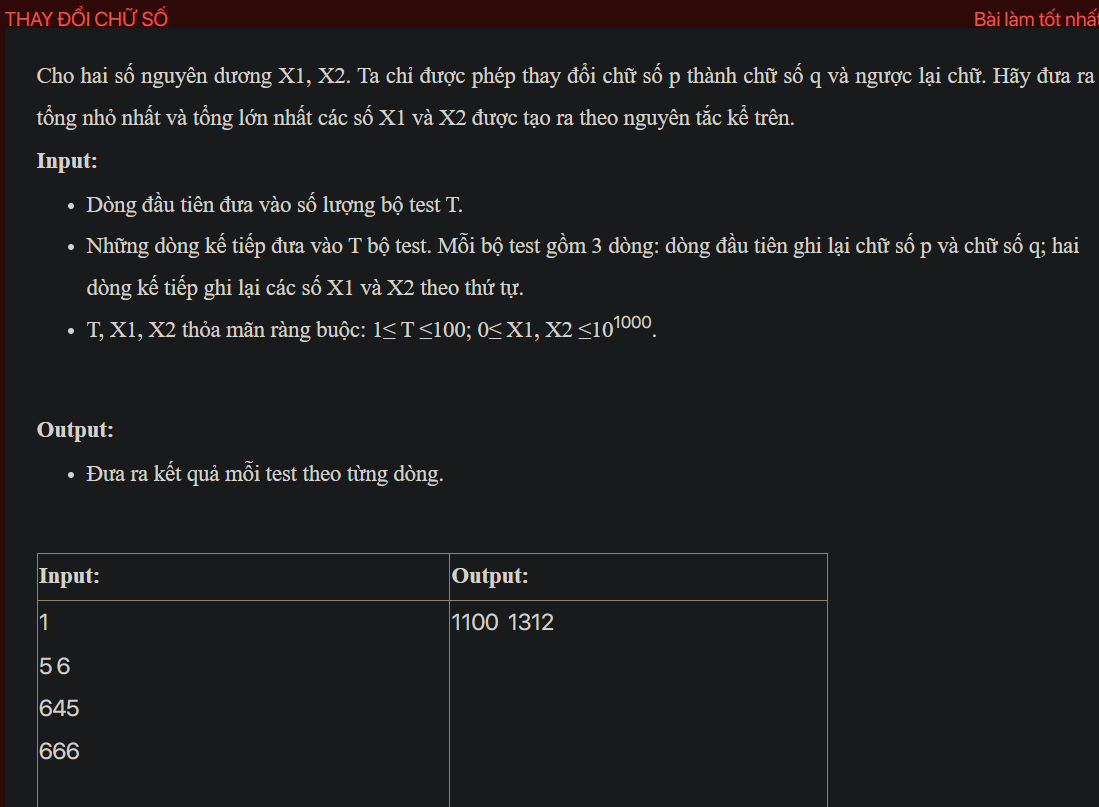 THAY ĐỔI CHỮ SỐ
Bài làm tốt nhất
Cho hai số nguyên dương X1, X2. Ta chỉ được phép thay đổi chữ số p thành chữ số q và ngược lại chữ. Hãy đưa ra
tổng nhỏ nhất và tổng lớn nhất các số X1 và X2 được tạo ra theo nguyên tắc kể trên.
Input:
• Dòng đầu tiên đưa vào số lượng bộ test T.
• Những dòng kế tiếp đưa vào T bộ test. Mỗi bộ test gồm 3 dòng: dòng đầu tiên ghi lại chữ số p và chữ số q; hai
dòng kế tiếp ghi lại các số X1 và X2 theo thứ tự.
• T, X1, X2 thỏa mãn ràng buộc: 1≤ T ≤100; 0≤ X1, X2 ≤10¹⁰⁰⁰.
Output:
• Đưa ra kết quả mỗi test theo từng dòng.
Input:
Output:
1
1100 1312
5 6
645
666